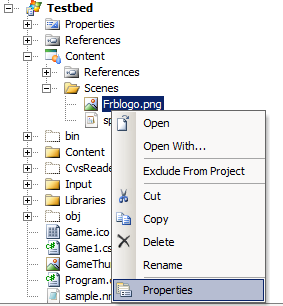 Testbed
Properties
References
Content
References
Scenes
Frblogo.png
sp
Open
Open With...
Exclude From Project
Cut
Copy
Delete
Rename
Properties
bin
Content
CvsReade
Input
Libraries
obj
Game.ico
Game1.cs
GameThu
Program.c
sample.nn